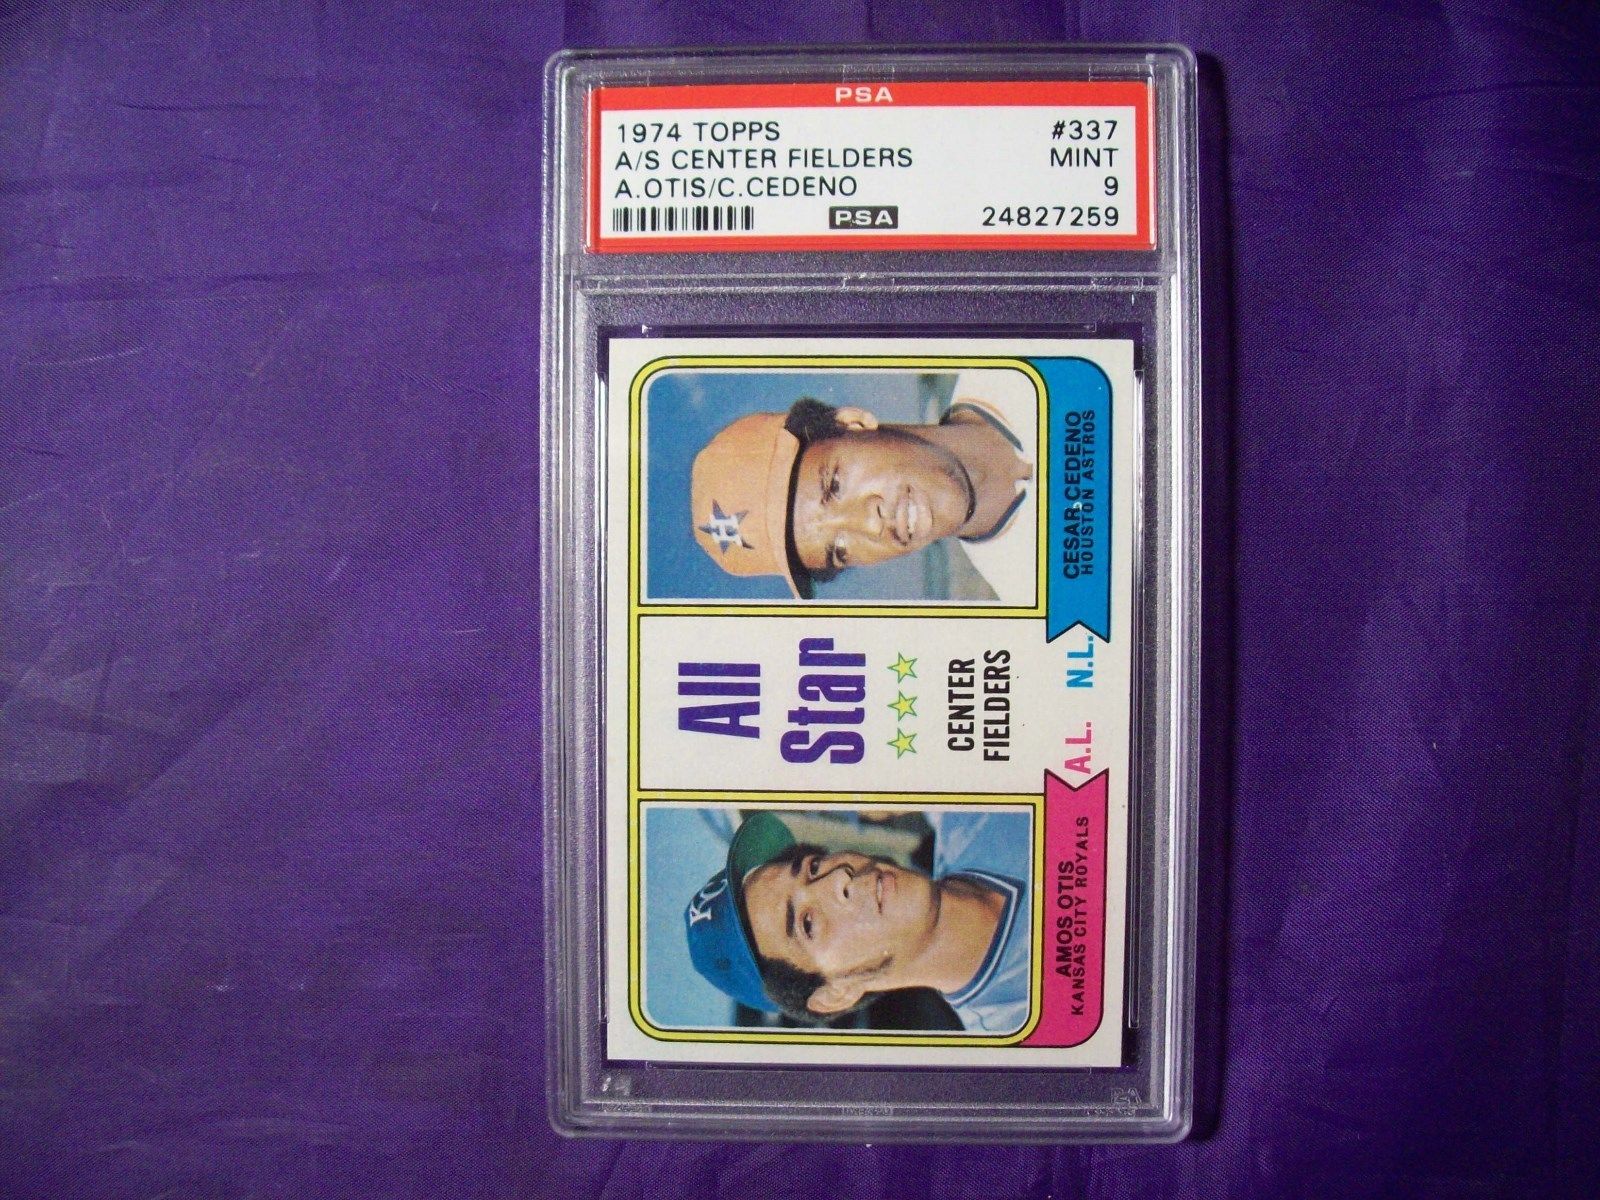 PSA
1974 TOPPS #337
A/S CENTER FIELDERS MINT
A.OTIS/C.CEDENO 9
PSA 24827259
KC
H
All
Star
CENTER
FIELDERS
A.L. N.L.
AMOS OTIS
KANSAS CITY ROYALS
CESAR CEDENO
HOUSTON ASTROS